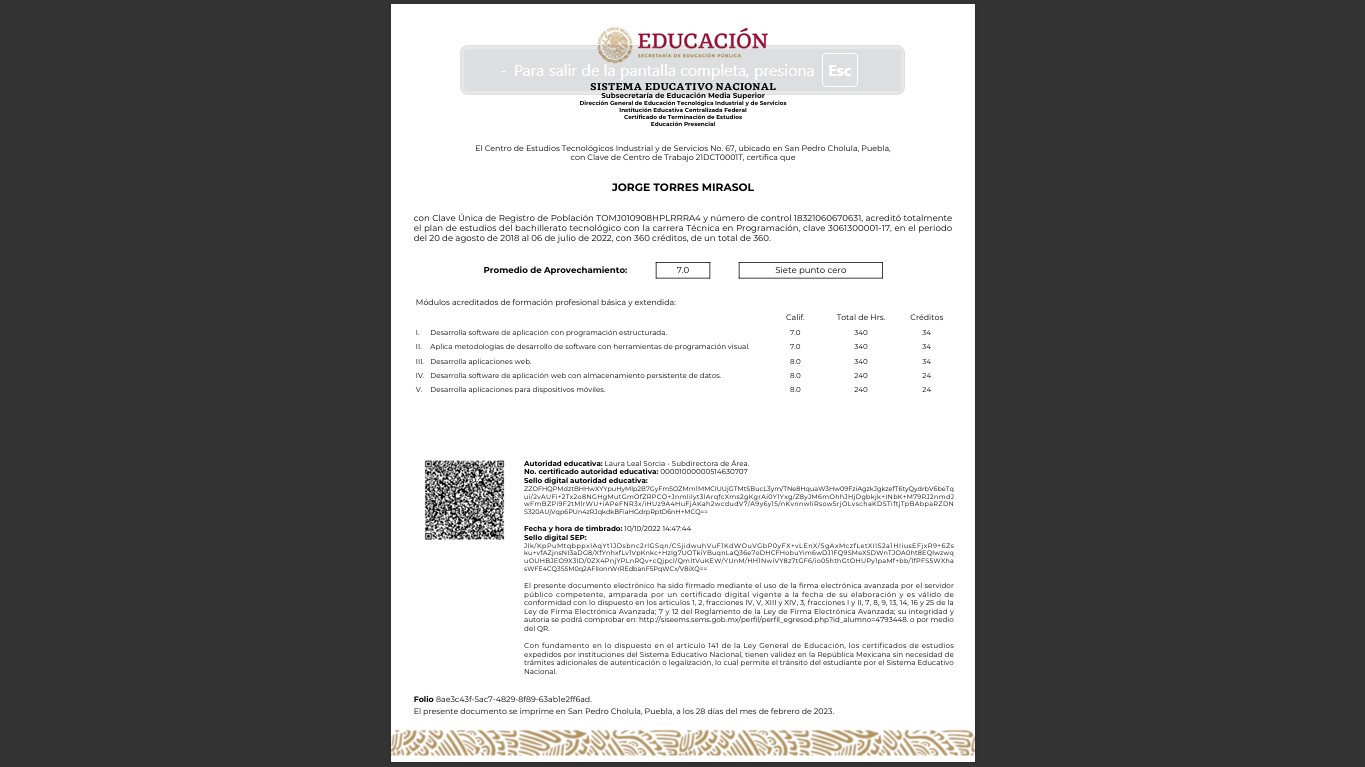 EDUCACIÓN
SECRETARÍA DE EDUCACIÓN PÚBLICA
- Para salir de la pantalla completa, presiona Esc
SISTEMA EDUCATIVO NACIONAL
Subsecretaría de Educación Media Superior
Dirección General de Educación Tecnológica Industrial y de Servicios
Institución Educativa Centralizada Federal
Certificado de Terminación de Estudios
Educación Presencial
El Centro de Estudios Tecnológicos Industrial y de Servicios No. 67, ubicado en San Pedro Cholula, Puebla,
con Clave de Centro de Trabajo 21DCT0001T, certifica que
JORGE TORRES MIRASOL
con Clave Única de Registro de Población TOMJ010908HPLRRRA4 y número de control 18321060670631, acreditó totalmente
el plan de estudios del bachillerato tecnológico con la carrera Técnica en Programación, clave 3061300001-17, en el periodo
del 20 de agosto de 2018 al 06 de julio de 2022, con 360 créditos, de un total de 360.
Promedio de Aprovechamiento: 7.0 Siete punto cero
Módulos acreditados de formación profesional básica y extendida:
Calif. Total de Hrs. Créditos
I. Desarrolla software de aplicación con programación estructurada. 7.0 340 34
II. Aplica metodologías de desarrollo de software con herramientas de programación visual. 7.0 340 34
III. Desarrolla aplicaciones web. 8.0 340 34
IV. Desarrolla software de aplicación web con almacenamiento persistente de datos. 8.0 240 24
V. Desarrolla aplicaciones para dispositivos móviles. 8.0 240 24
Autoridad educativa: Laura Leal Sorcia - Subdirectora de Área.
No. certificado autoridad educativa: 00001000000514630707
Sello digital autoridad educativa:
Fecha y hora de timbrado: 10/10/2022 14:47:44
Sello digital SEP:
El presente documento electrónico ha sido firmado mediante el uso de la firma electrónica avanzada por el servidor
público competente, amparada por un certificado digital vigente a la fecha de su elaboración y es válido de
conformidad con lo dispuesto en los artículos 1, 2, fracciones IV, V, XIII y XIV, 3, fracciones I y II, 7, 8, 9, 13, 14, 16 y 25 de la
Ley de Firma Electrónica Avanzada; 7 y 12 del Reglamento de la Ley de Firma Electrónica Avanzada; su integridad y
autoria se podrá comprobar en: http://siseems.sems.gob.mx/perfil/perfil_egresod.php?id_alumno=4793448. o por medio
del QR.
Con fundamento en lo dispuesto en el artículo 141 de la Ley General de Educación, los certificados de estudios
expedidos por instituciones del Sistema Educativo Nacional, tienen validez en la República Mexicana sin necesidad de
trámites adicionales de autenticación o legalización, lo cual permite el tránsito del estudiante por el Sistema Educativo
Nacional.
Folio 8ae3c43f-5ac7-4829-8f89-63ab1e2ff6ad.
El presente documento se imprime en San Pedro Cholula, Puebla, a los 28 días del mes de febrero de 2023.